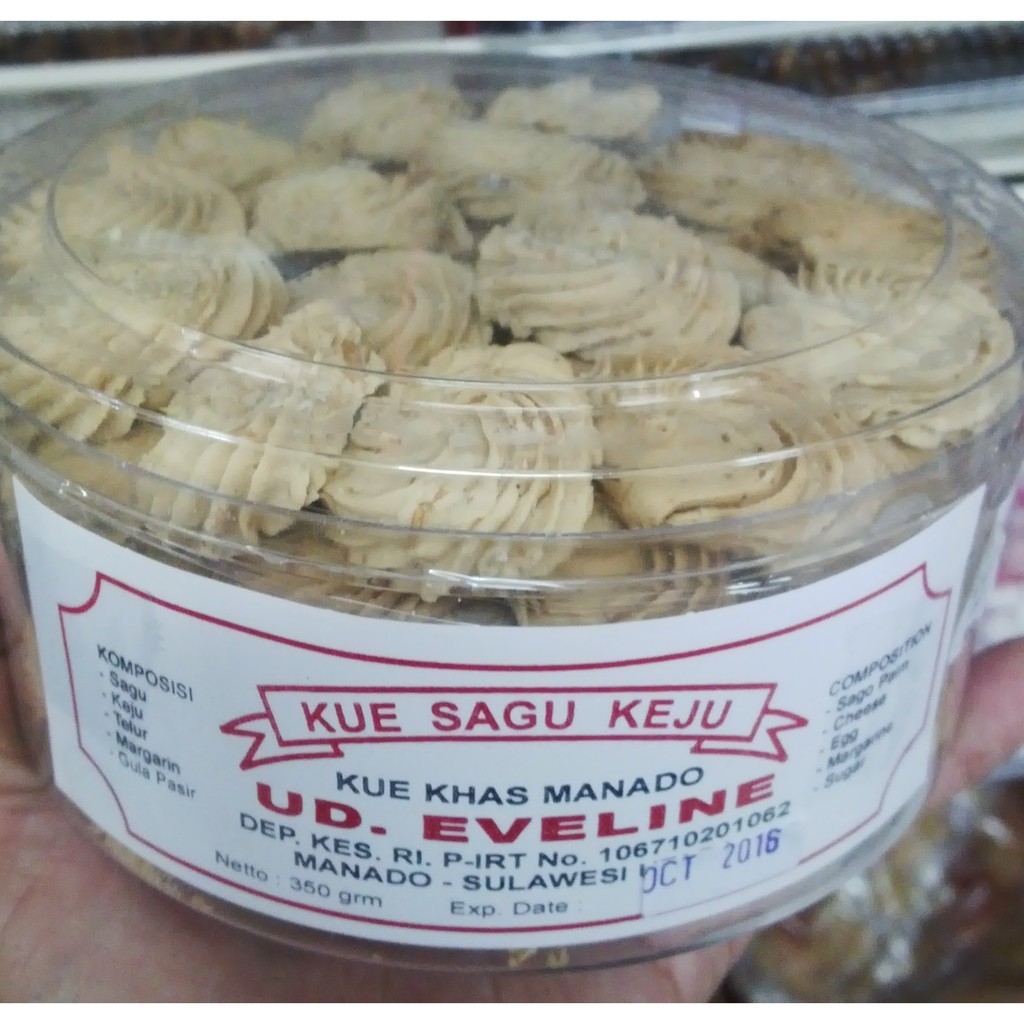 KOMPOSISI
- Sagu
- Keju
- Telur
- Margarin
- Gula Pasir
KUE SAGU KEJU
KUE KHAS MANADO
UD. EVELINE
DEP. KES. RI. P-IRT No. 106710201062
MANADO - SULAWESI
Netto : 350 grm
Exp. Date :
OCT 2016
COMPOSITION
- Sago Palm
- Cheese
- Egg
- Margarine
- Sugar